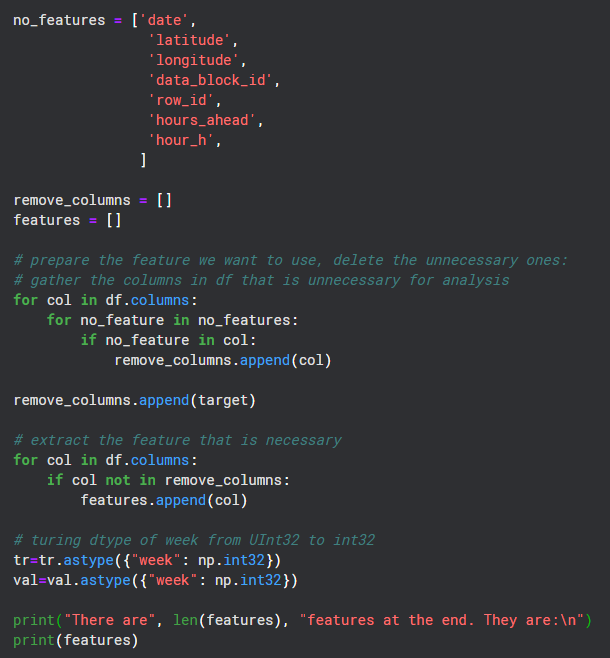 no_features = ['date',
                'latitude',
                'longitude',
                'data_block_id',
                'row_id',
                'hours_ahead',
                'hour_h',
               ]

remove_columns = []
features = []

# prepare the feature we want to use, delete the unnecessary ones:
# gather the columns in df that is unnecessary for analysis
for col in df.columns:
    for no_feature in no_features:
        if no_feature in col:
            remove_columns.append(col)

remove_columns.append(target)

# extract the feature that is necessary
for col in df.columns:
    if col not in remove_columns:
        features.append(col)

# turing dtype of week from UInt32 to int32
tr=tr.astype({"week": np.int32})
val=val.astype({"week": np.int32})

print("There are", len(features), "features at the end. They are:\n")
print(features)